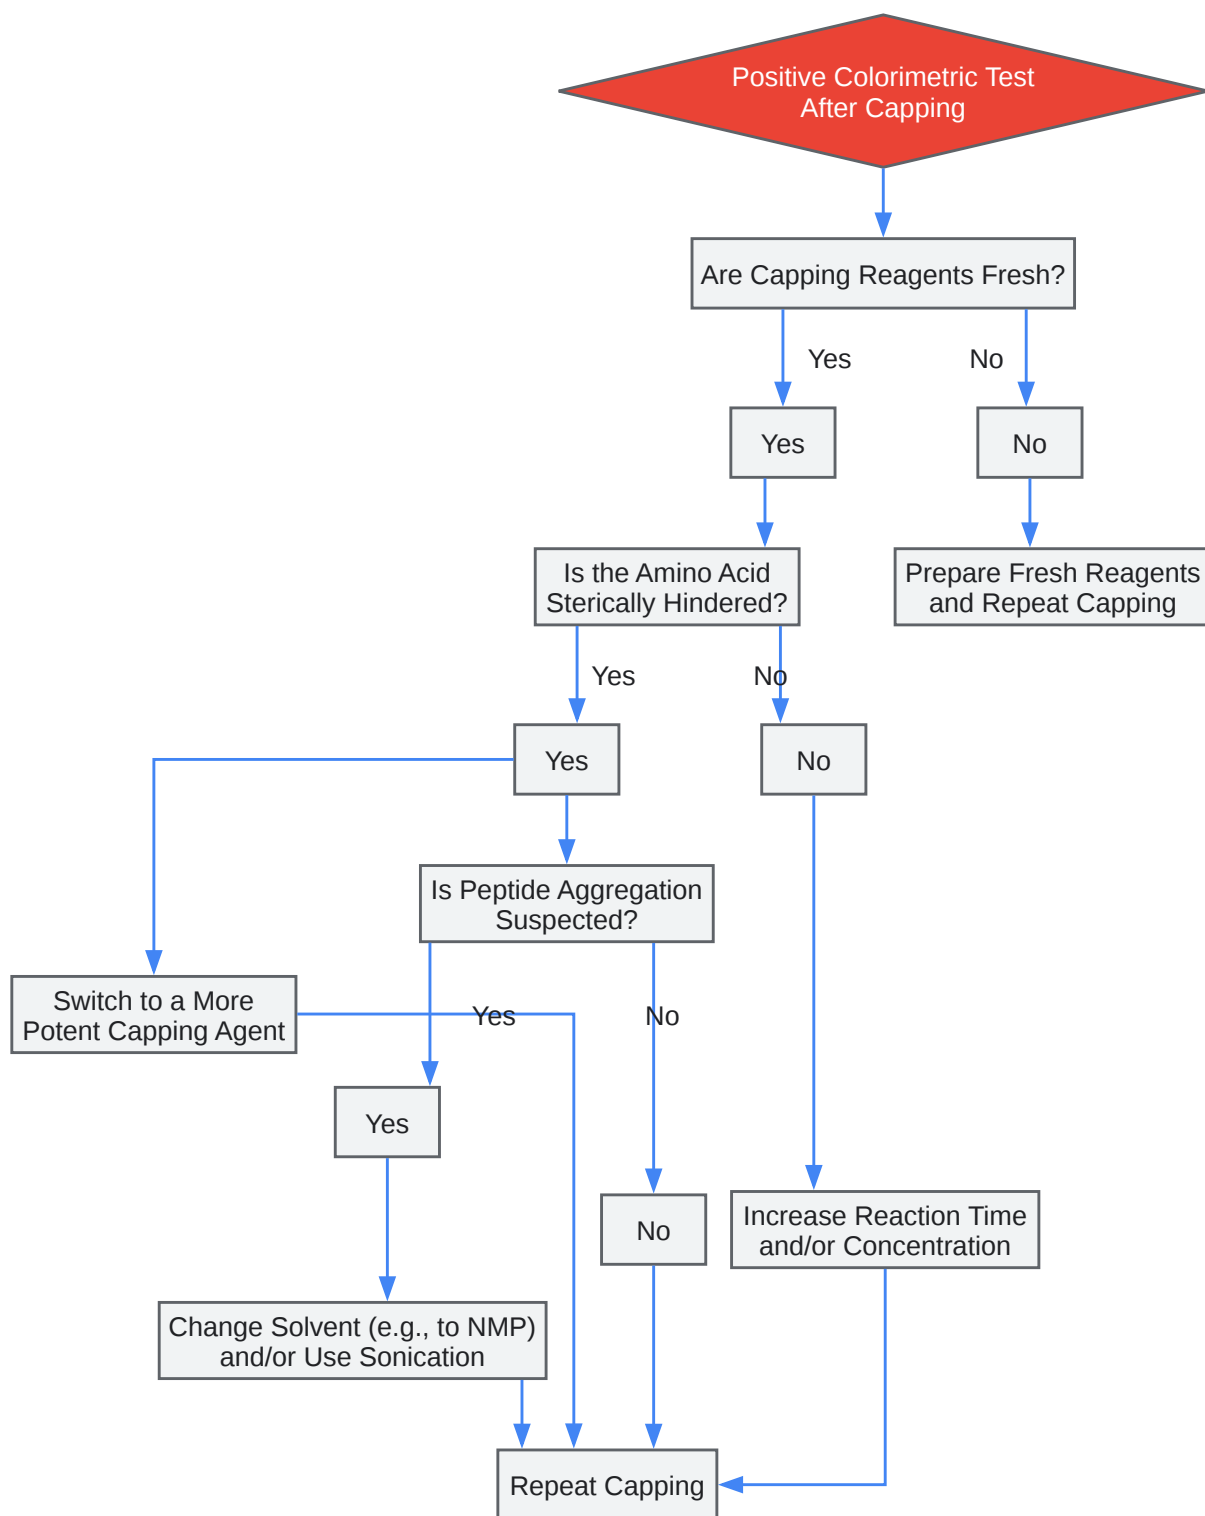 Positive Colorimetric Test
After Capping
Are Capping Reagents Fresh?
Yes
No
Yes
No
Is the Amino Acid
Sterically Hindered?
Prepare Fresh Reagents
and Repeat Capping
Yes
No
Yes
No
Is Peptide Aggregation
Suspected?
Switch to a More
Potent Capping Agent
Yes
No
Yes
No
Increase Reaction Time
and/or Concentration
Change Solvent (e.g., to NMP)
and/or Use Sonication
Repeat Capping